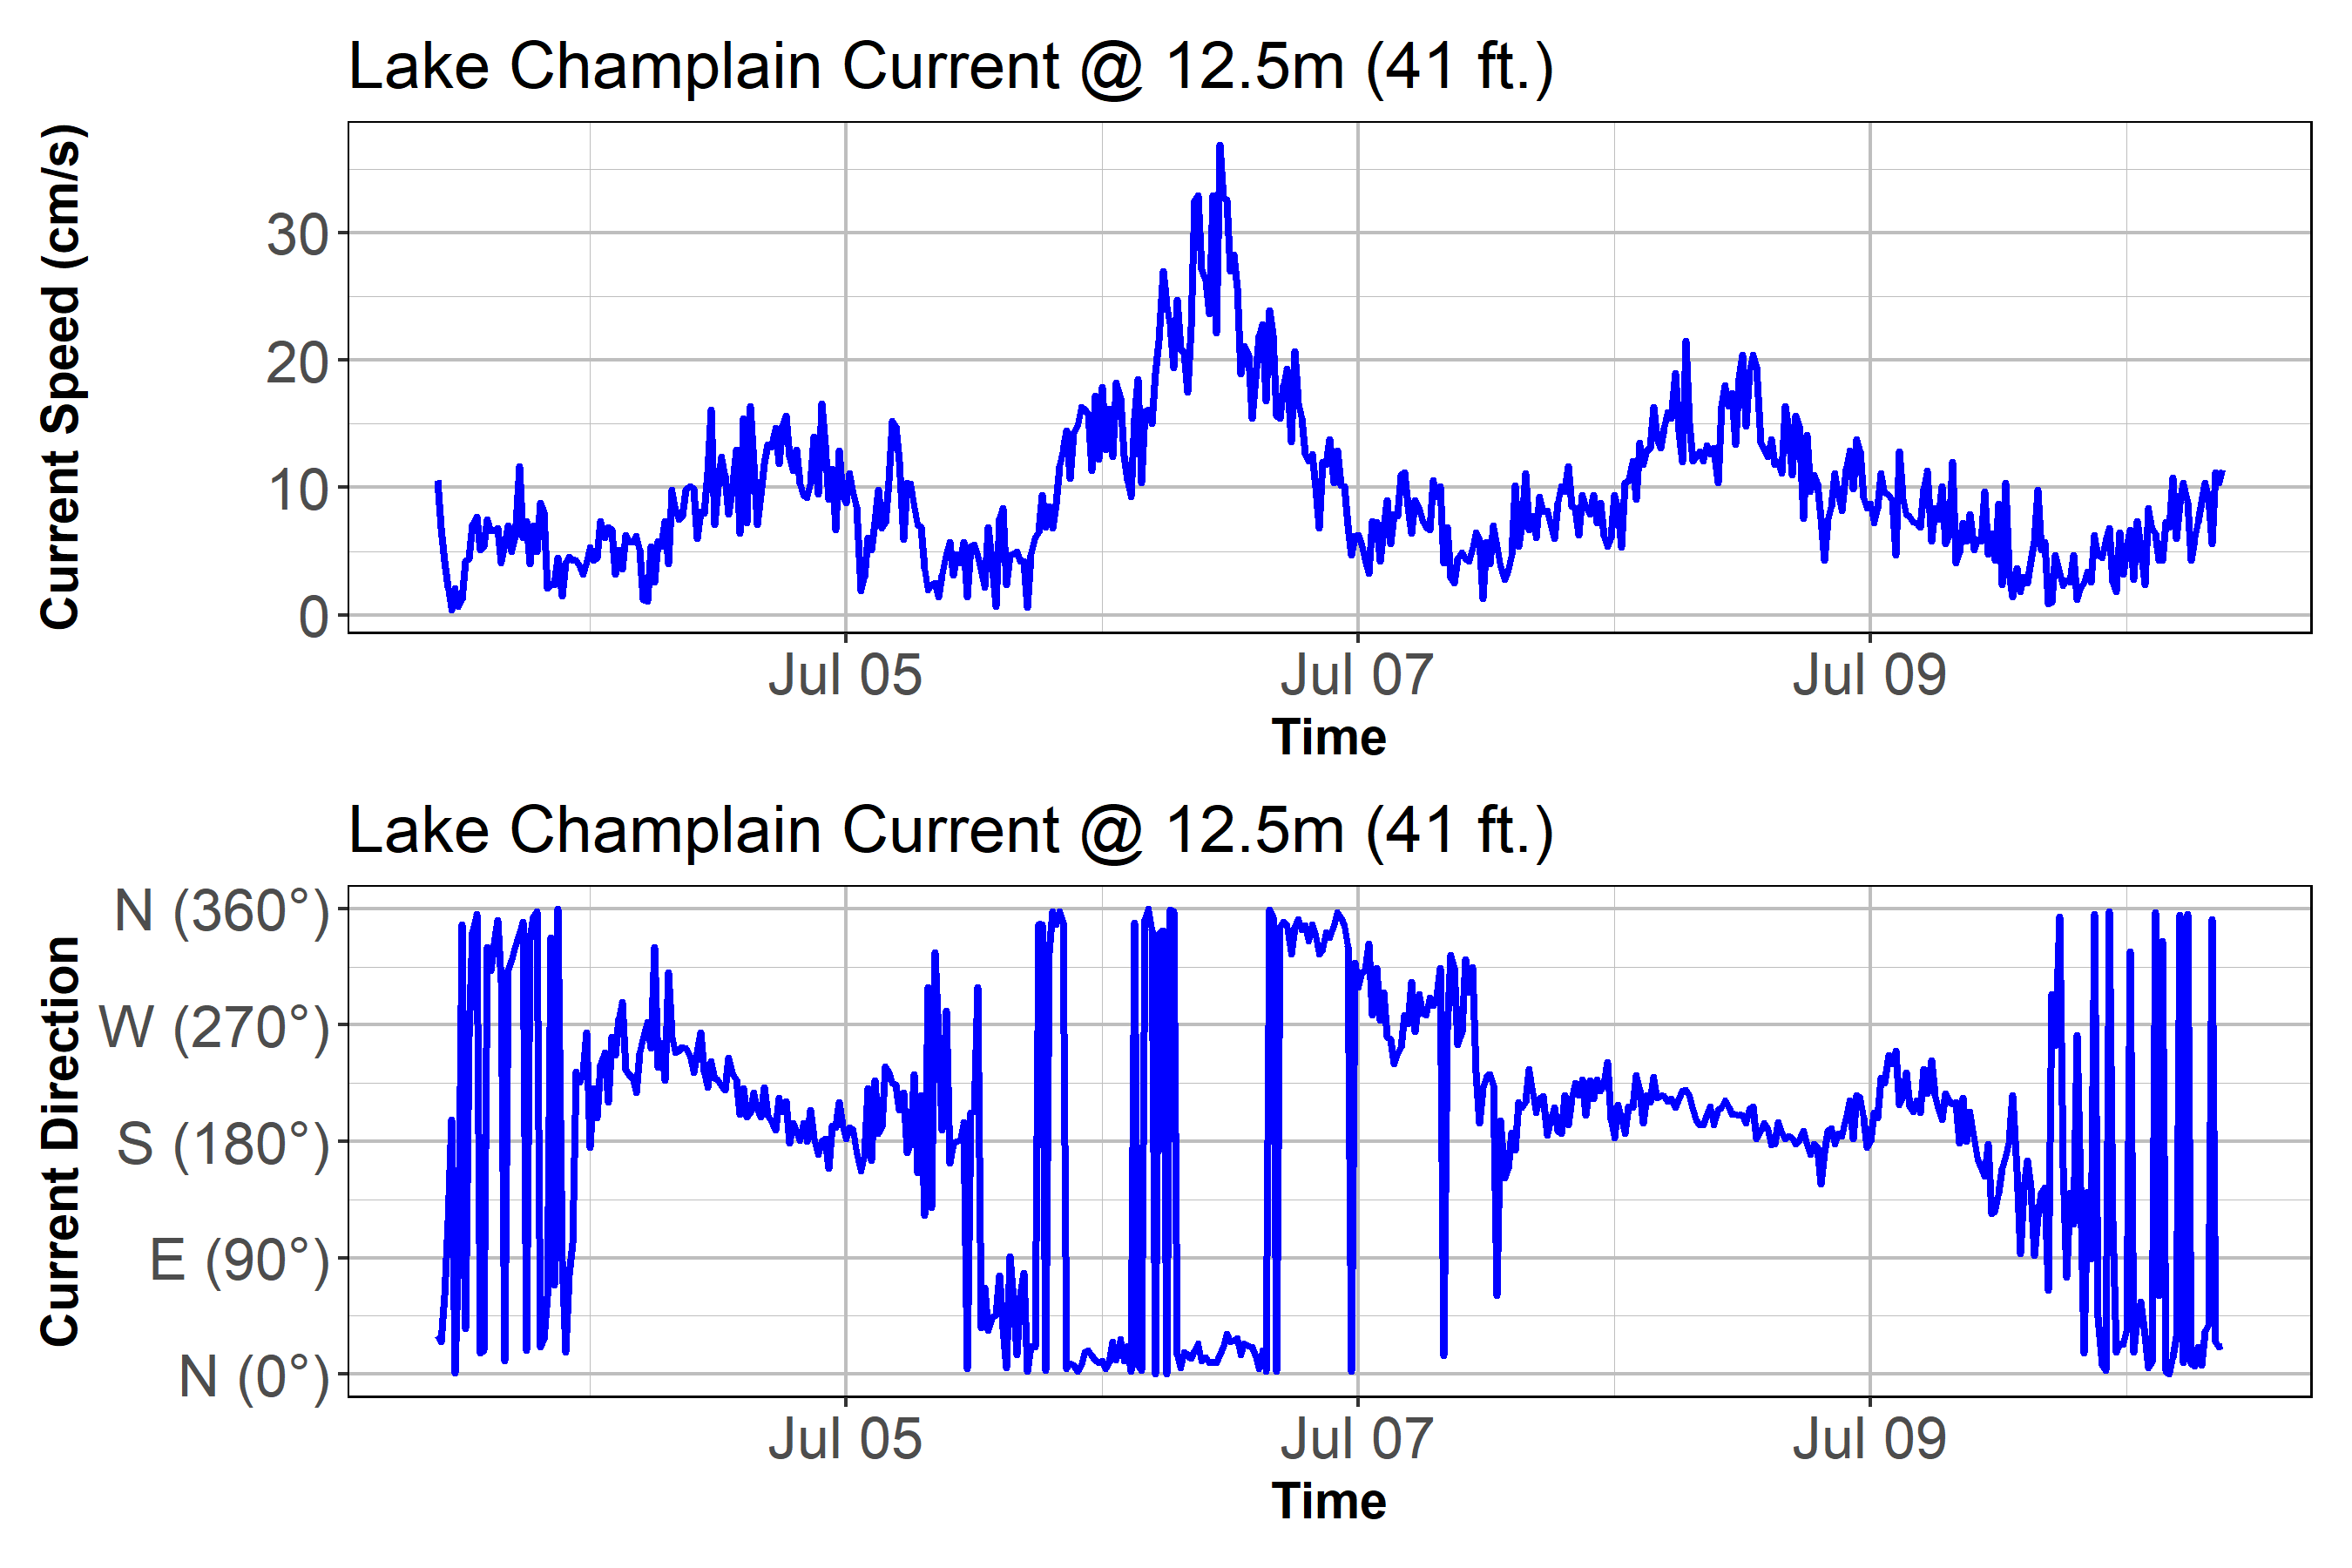 Lake Champlain Current @ 12.5m (41 ft.)
Current Speed (cm/s)
30
20
10
0
Jul 05 Jul 07 Jul 09
Time
Lake Champlain Current @ 12.5m (41 ft.)
Current Direction
N (360°)
W (270°)
S (180°)
E (90°)
N (0°)
Jul 05 Jul 07 Jul 09
Time